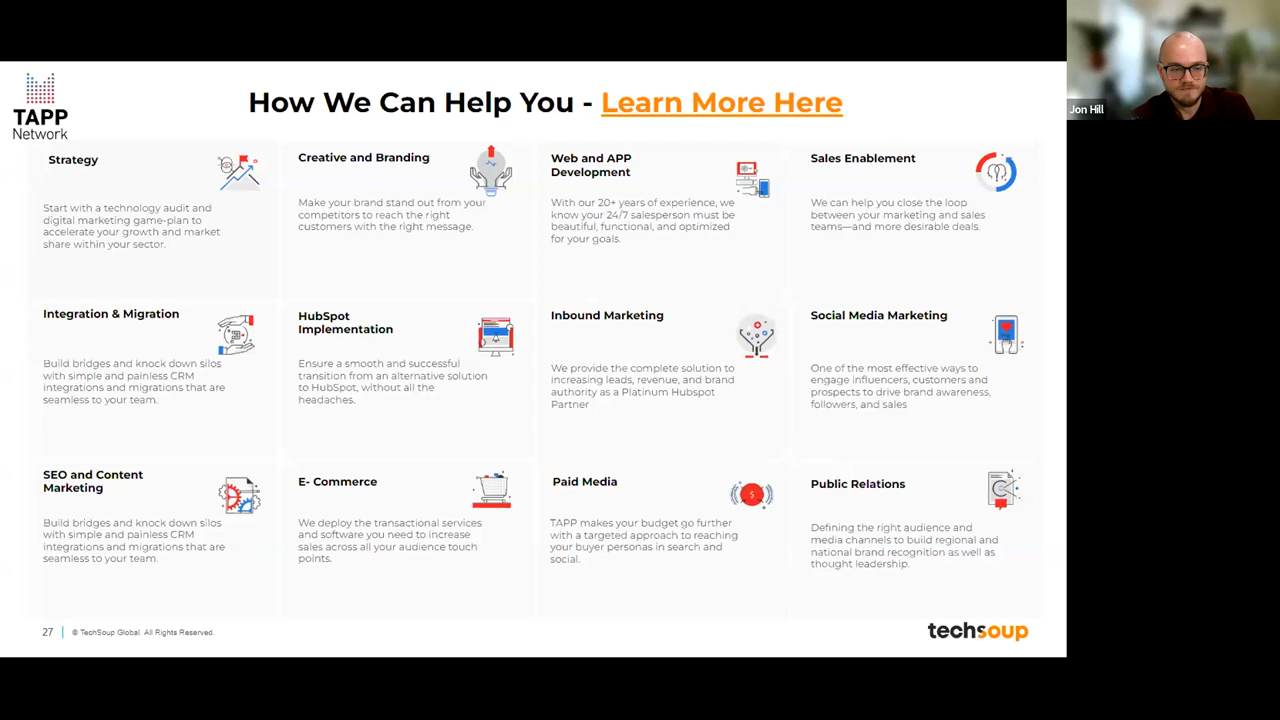 TAPP
Network
How We Can Help You - Learn More Here
Jon Hill
Strategy
Start with a technology audit and
digital marketing game-plan to
accelerate your growth and market
share within your sector.
Creative and Branding
Make your brand stand out from your
competitors to reach the right
customers with the right message.
Web and APP
Development
With our 20+ years of experience, we
know your 24/7 salesperson must be
beautiful, functional, and optimized
for your goals.
Sales Enablement
We can help you close the loop
between your marketing and sales
teams—and more desirable deals.
Integration & Migration
Build bridges and knock down silos
with simple and painless CRM
integrations and migrations that are
seamless to your team.
HubSpot
Implementation
Ensure a smooth and successful
transition from an alternative solution
to HubSpot, without all the
headaches.
Inbound Marketing
We provide the complete solution to
increasing leads, revenue, and brand
authority as a Platinum Hubspot
Partner
Social Media Marketing
One of the most effective ways to
engage influencers, customers and
prospects to drive brand awareness,
followers, and sales
SEO and Content
Marketing
Build bridges and knock down silos
with simple and painless CRM
integrations and migrations that are
seamless to your team.
E- Commerce
We deploy the transactional services
and software you need to increase
sales across all your audience touch
points.
Paid Media
TAPP makes your budget go further
with a targeted approach to reaching
your buyer personas in search and
social.
$
Public Relations
Defining the right audience and
media channels to build regional and
national brand recognition as well as
thought leadership.
27
© TechSoup Global. All Rights Reserved.
techsoup